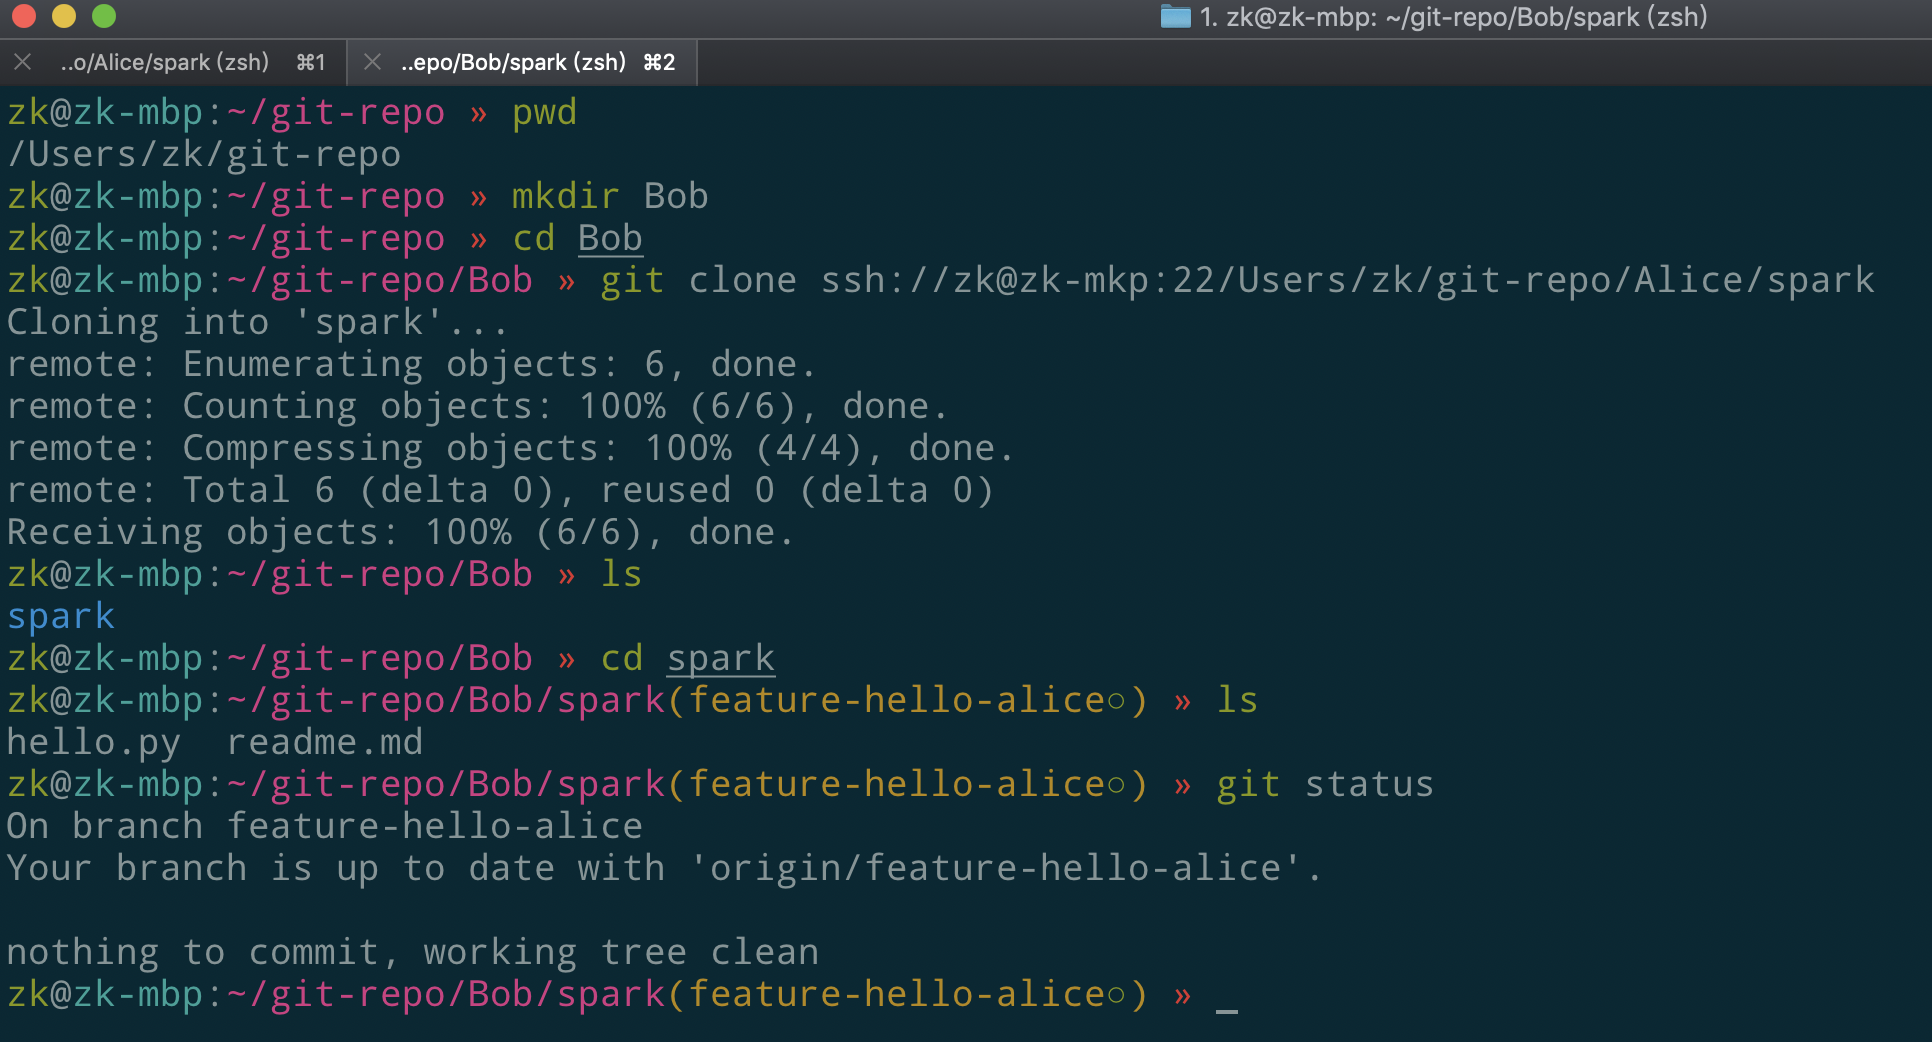 1. zk@zk-mbp: ~/git-repo/Bob/spark (zsh)
..o/Alice/spark (zsh) ⌘1 ..epo/Bob/spark (zsh) ⌘2
zk@zk-mbp:~/git-repo » pwd
/Users/zk/git-repo
zk@zk-mbp:~/git-repo » mkdir Bob
zk@zk-mbp:~/git-repo » cd Bob
zk@zk-mbp:~/git-repo/Bob » git clone ssh://zk@zk-mkp:22/Users/zk/git-repo/Alice/spark
Cloning into 'spark'...
remote: Enumerating objects: 6, done.
remote: Counting objects: 100% (6/6), done.
remote: Compressing objects: 100% (4/4), done.
remote: Total 6 (delta 0), reused 0 (delta 0)
Receiving objects: 100% (6/6), done.
zk@zk-mbp:~/git-repo/Bob » ls
spark
zk@zk-mbp:~/git-repo/Bob » cd spark
zk@zk-mbp:~/git-repo/Bob/spark(feature-hello-alice○) » ls
hello.py  readme.md
zk@zk-mbp:~/git-repo/Bob/spark(feature-hello-alice○) » git status
On branch feature-hello-alice
Your branch is up to date with 'origin/feature-hello-alice'.
nothing to commit, working tree clean
zk@zk-mbp:~/git-repo/Bob/spark(feature-hello-alice○) » _